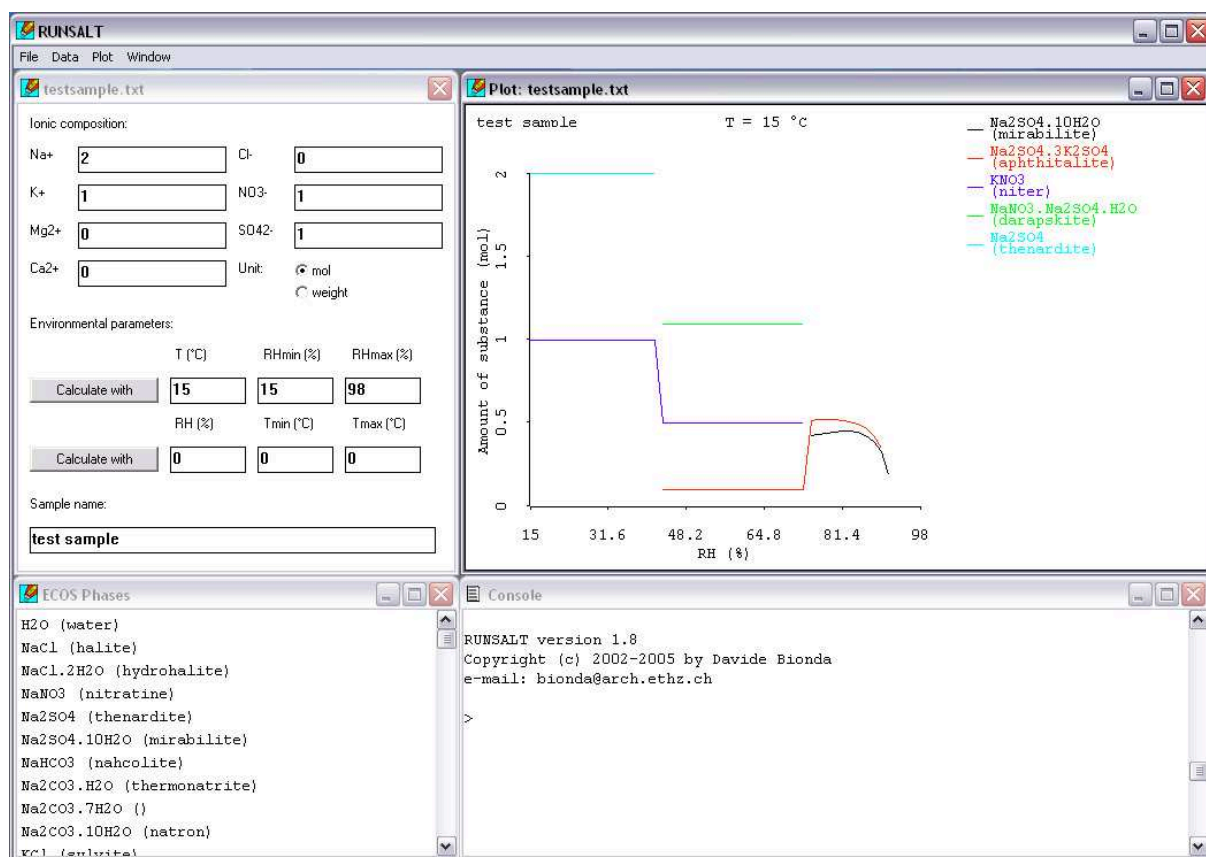 RUNSALT
File Data Plot Window
testsample.txt
Ionic composition:
Na+ 2 Cl- 0
K+ 1 NO3- 1
Mg2+ 0 SO42- 1
Ca2+ 0 Unit: mol
weight
Environmental parameters:
T (°C) RHmin (%) RHmax (%)
Calculate with 15 15 98
RH (%) Tmin (°C) Tmax (°C)
Calculate with 0 0 0
Sample name:
test sample
Plot: testsample.txt
test sample T = 15 °C
Na2SO4.10H2O
(mirabilite)
Na2SO4.3K2SO4
(aphthitalite)
KNO3
(niter)
NaNO3.Na2SO4.H2O
(darapskite)
Na2SO4
(thenardite)
Amount of substance (mol)
2
1.5
1
0.5
0
15 31.6 48.2 64.8 81.4 98
RH (%)
ECOS Phases
H2O (water)
NaCl (halite)
NaCl.2H2O (hydrohalite)
NaNO3 (nitratine)
Na2SO4 (thenardite)
Na2SO4.10H2O (mirabilite)
NaHCO3 (nahcolite)
Na2CO3.H2O (thermonatrite)
Na2CO3.7H2O ()
Na2CO3.10H2O (natron)
KCl (sylvite)
Console
RUNSALT version 1.8
Copyright (c) 2002-2005 by Davide Bionda
e-mail: bionda@arch.ethz.ch
>